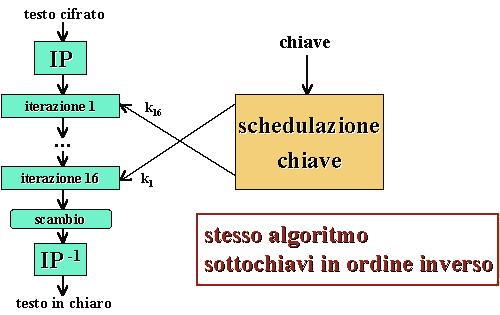 testo cifrato
IP
iterazione 1
...
iterazione 16
scambio
IP -1
testo in chiaro
k16
k1
chiave
schedulazione
chiave
stesso algoritmo
sottochiavi in ordine inverso